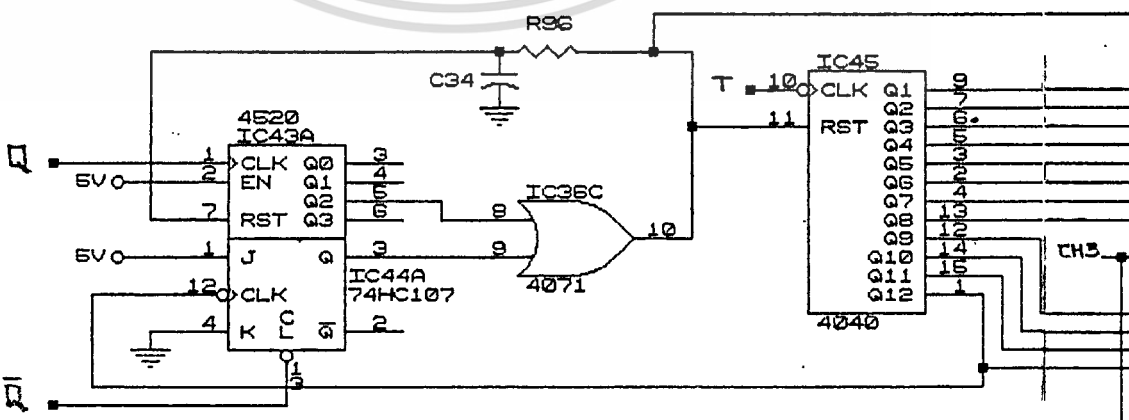 R96
C34
T
10
IC45
CLK
Q1
9
Q2
7
11
RST
Q3
6
Q4
5
Q5
3
Q6
2
Q7
4
Q8
13
Q9
12
Q10
14
Q11
15
Q12
1
4040
CH3
4520
IC43A
Q
1
CLK
Q0
3
5V
2
EN
Q1
4
Q2
5
7
RST
Q3
6
IC36C
8
9
10
4071
5V
1
J
Q
3
IC44A
74HC107
12
CLK
4
K
CL
Q̅
2
13
Q̅